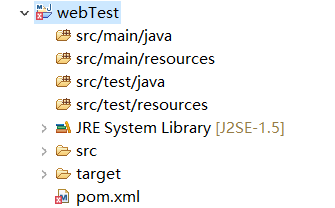 webTest
src/main/java
src/main/resources
src/test/java
src/test/resources
JRE System Library [J2SE-1.5]
src
target
pom.xml